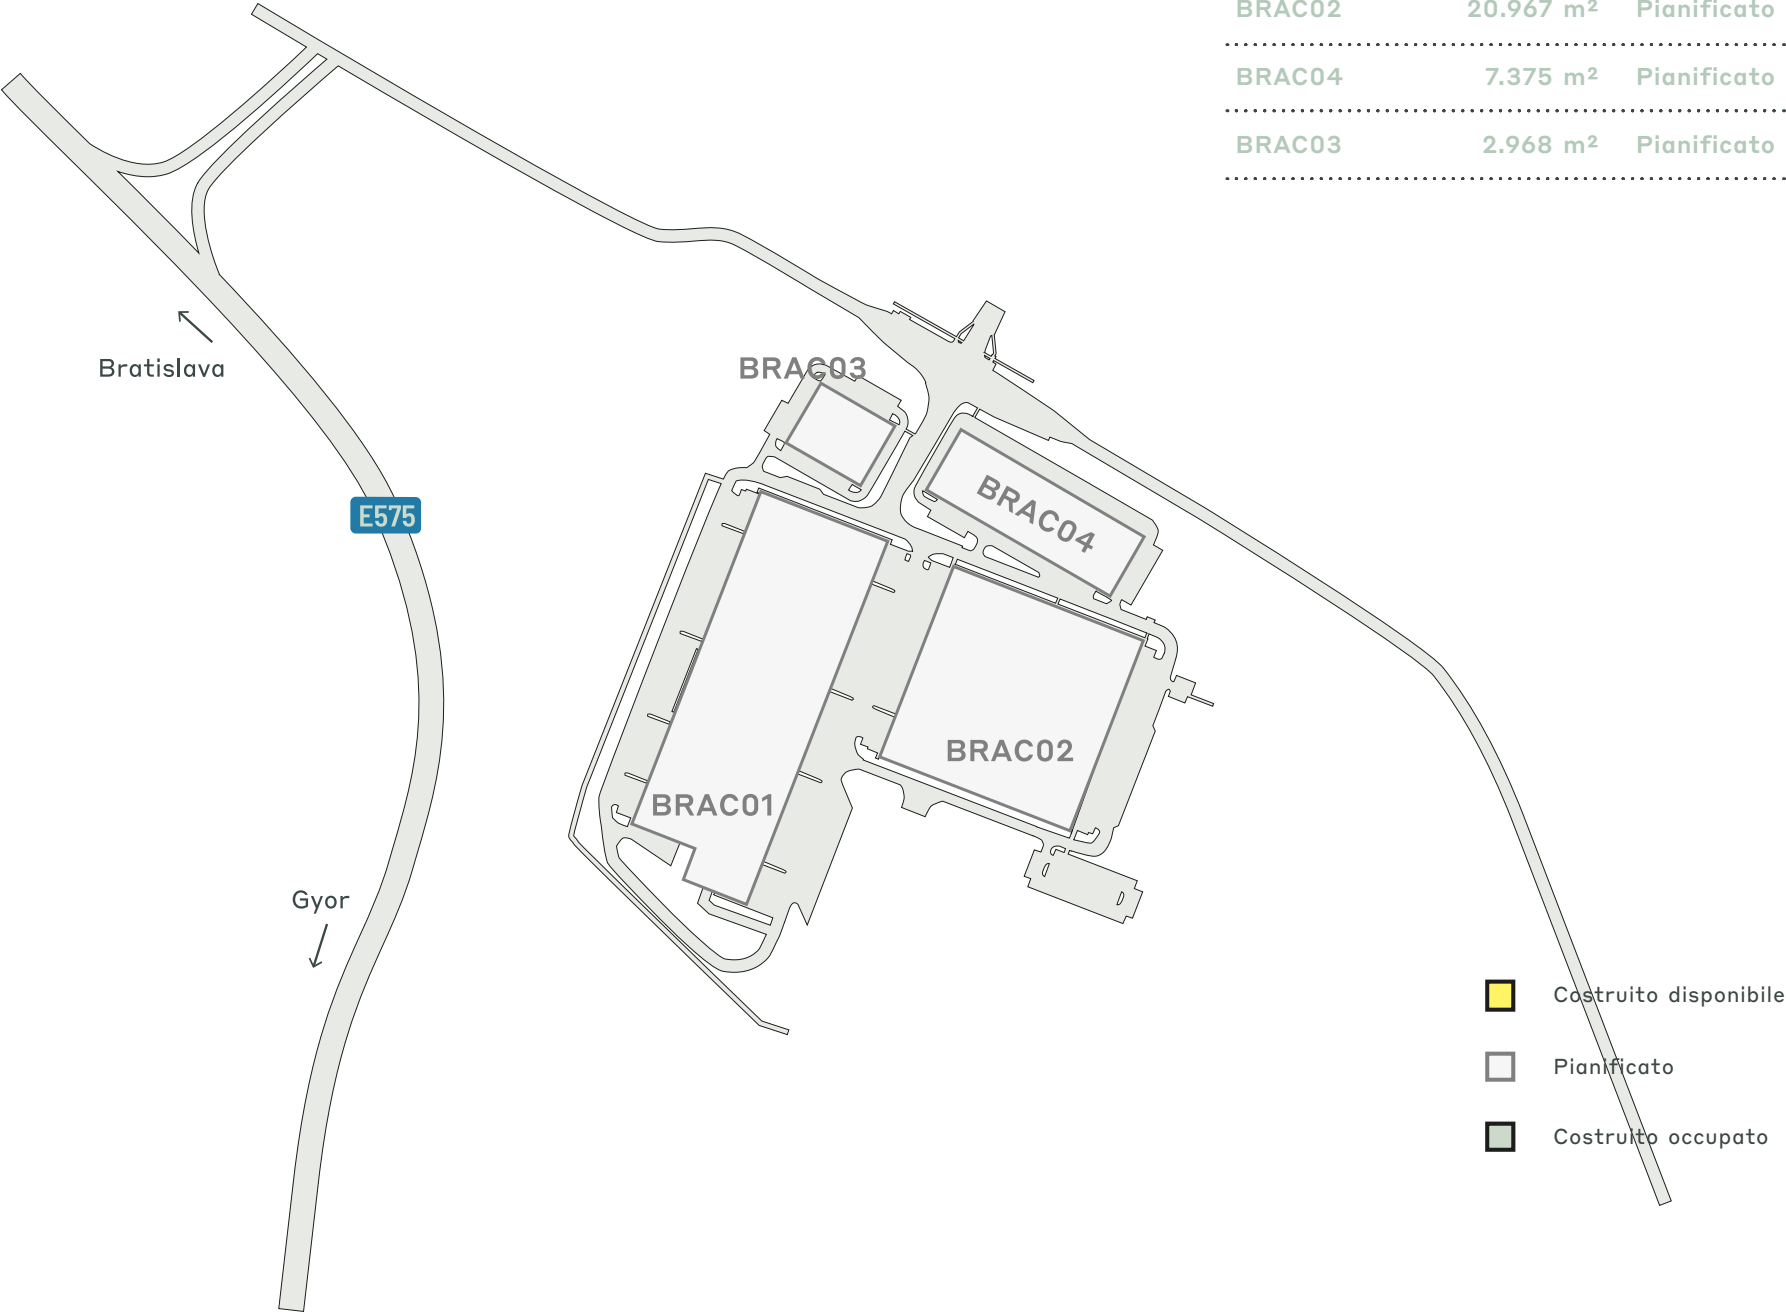 BRAC02 20.967 m² Pianificato
BRAC04 7.375 m² Pianificato
BRAC03 2.968 m² Pianificato
Bratislava
BRAC03
BRAC04
E575
BRAC02
BRAC01
Gyor
Costruito disponibile
Pianificato
Costruito occupato